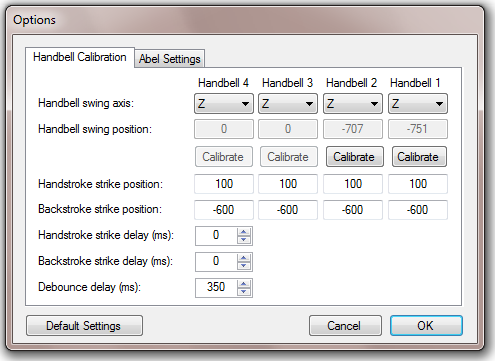 Options
Handbell Calibration Abel Settings
Handbell 4 Handbell 3 Handbell 2 Handbell 1
Handbell swing axis: Z Z Z Z
Handbell swing position: 0 0 -707 -751
Calibrate Calibrate Calibrate Calibrate
Handstroke strike position: 100 100 100 100
Backstroke strike position: -600 -600 -600 -600
Handstroke strike delay (ms): 0
Backstroke strike delay (ms): 0
Debounce delay (ms): 350
Default Settings Cancel OK